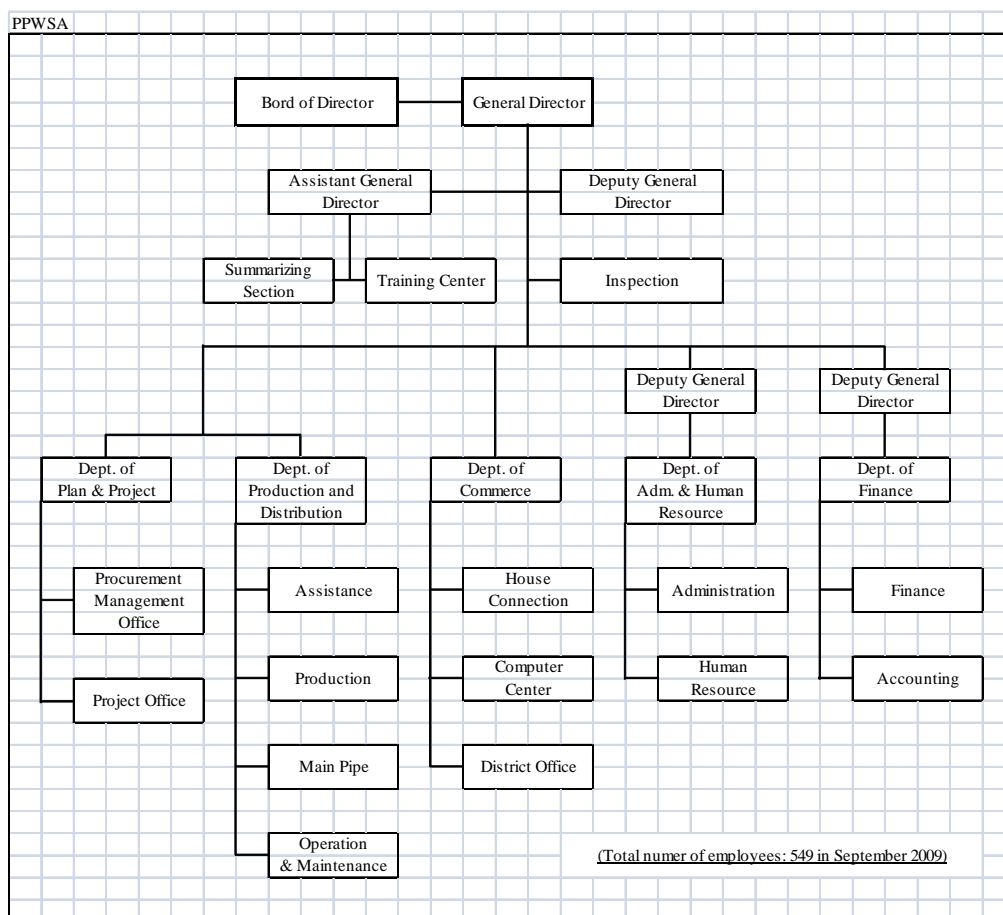 PPWSA
Bord of Director
General Director
Assistant General
Director
Deputy General
Director
Summarizing
Section
Training Center
Inspection
Deputy General
Director
Deputy General
Director
Dept. of
Plan & Project
Dept. of
Production and
Distribution
Dept. of
Commerce
Dept. of
Adm. & Human
Resource
Dept. of
Finance
Procurement
Management
Office
Assistance
House
Connection
Administration
Finance
Project Office
Production
Computer
Center
Human
Resource
Accounting
Main Pipe
District Office
Operation
& Maintenance
(Total numer of employees: 549 in September 2009)